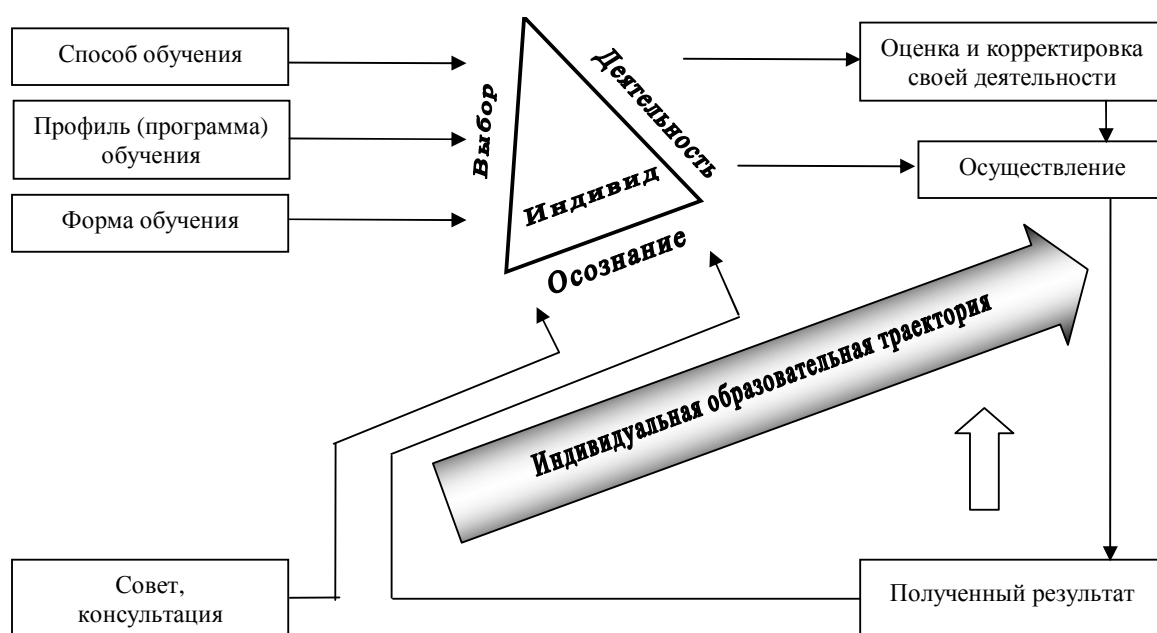 Способ обучения
Профиль (программа)
обучения
Форма обучения
Выбор
Деятельность
Индивид
Осознание
Оценка и корректировка
своей деятельности
Осуществление
Индивидуальная образовательная траектория
Совет,
консультация
Полученный результат